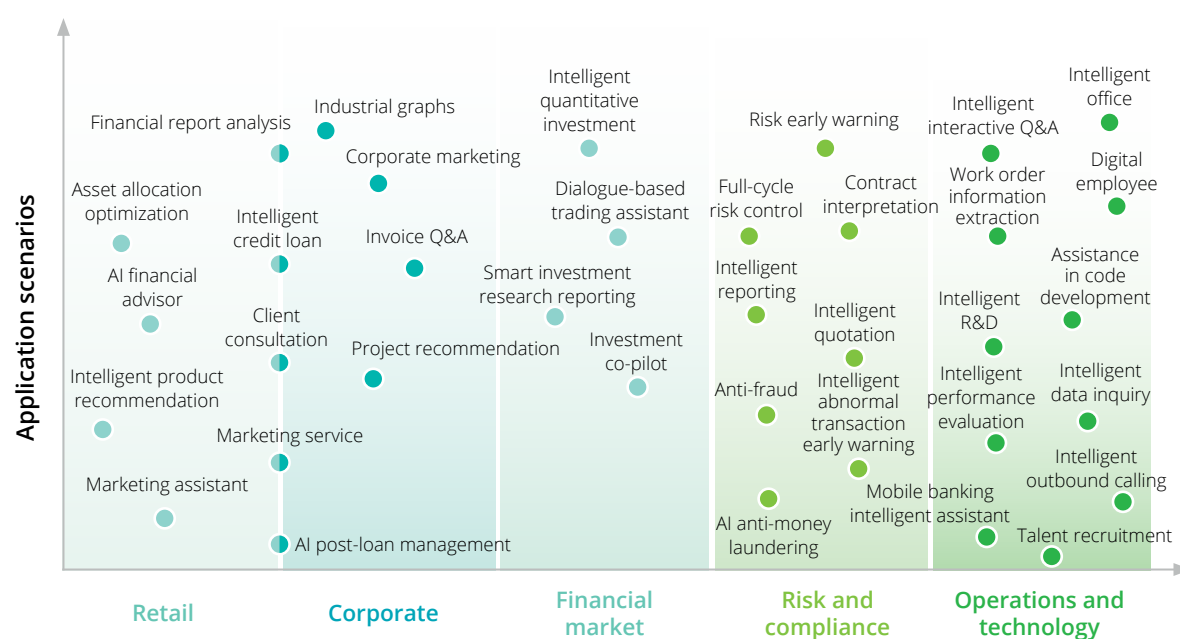 Application scenarios
Financial report analysis
Asset allocation
optimization
Intelligent
credit loan
AI financial
advisor
Client
consultation
Intelligent product
recommendation
Marketing service
Marketing assistant
AI post-loan management
Industrial graphs
Corporate marketing
Invoice Q&A
Project recommendation
Intelligent
quantitative
investment
Dialogue-based
trading assistant
Smart investment
research reporting
Investment
co-pilot
Risk early warning
Full-cycle
risk control
Contract
interpretation
Intelligent
reporting
Intelligent
quotation
Anti-fraud
Intelligent
abnormal
transaction
early warning
AI anti-money
laundering
Intelligent
office
Intelligent
interactive Q&A
Digital
employee
Work order
information
extraction
Assistance
in code
development
Intelligent
R&D
Intelligent
data inquiry
Intelligent
performance
evaluation
Intelligent
outbound calling
Mobile banking
intelligent assistant
Talent recruitment
Retail
Corporate
Financial
market
Risk and
compliance
Operations and
technology